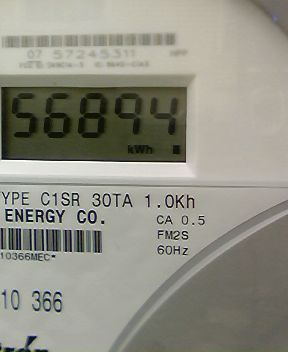 07 57245311
56894
kWh
TYPE C1SR 30TA 1.0Kh
ENERGY CO.
CA 0.5
FM2S
60Hz
10366MEC*
10 366